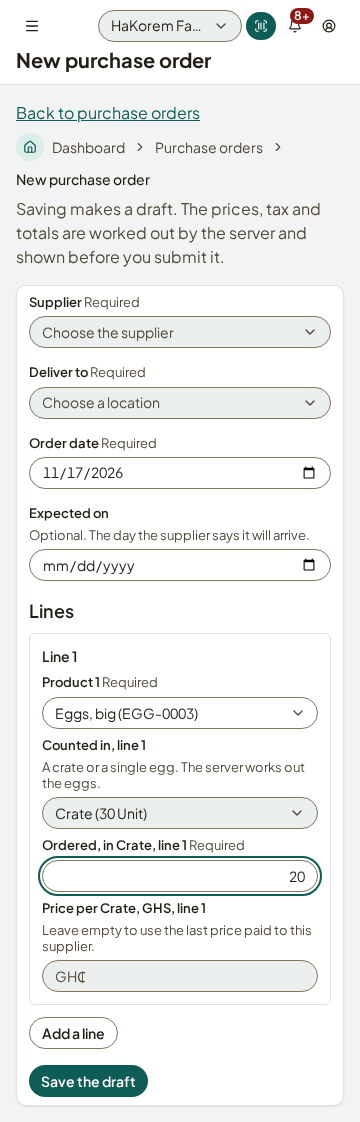 HaKorem Fa...
8+
New purchase order
Back to purchase orders
Dashboard
Purchase orders
New purchase order
Saving makes a draft. The prices, tax and
totals are worked out by the server and
shown before you submit it.
Supplier Required
Choose the supplier
Deliver to Required
Choose a location
Order date Required
11/17/2026
Expected on
Optional. The day the supplier says it will arrive.
mm/dd/yyyy
Lines
Line 1
Product 1 Required
Eggs, big (EGG-0003)
Counted in, line 1
A crate or a single egg. The server works out
the eggs.
Crate (30 Unit)
Ordered, in Crate, line 1 Required
20
Price per Crate, GHS, line 1
Leave empty to use the last price paid to this
supplier.
GH₵
Add a line
Save the draft